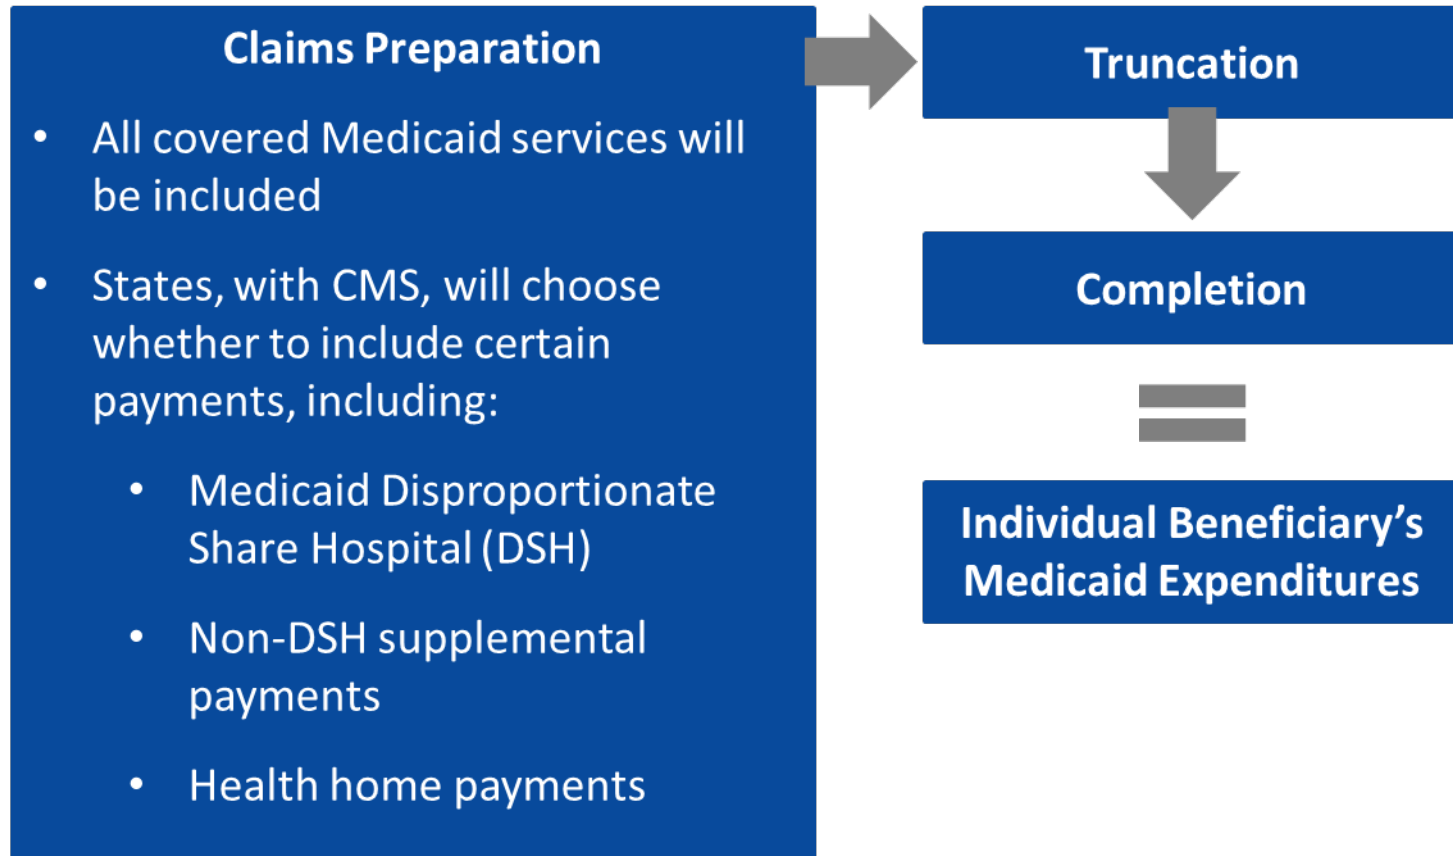 Claims Preparation
• All covered Medicaid services will
be included
• States, with CMS, will choose
whether to include certain
payments, including:
• Medicaid Disproportionate
Share Hospital (DSH)
• Non-DSH supplemental
payments
• Health home payments
Truncation
Completion
Individual Beneficiary’s
Medicaid Expenditures